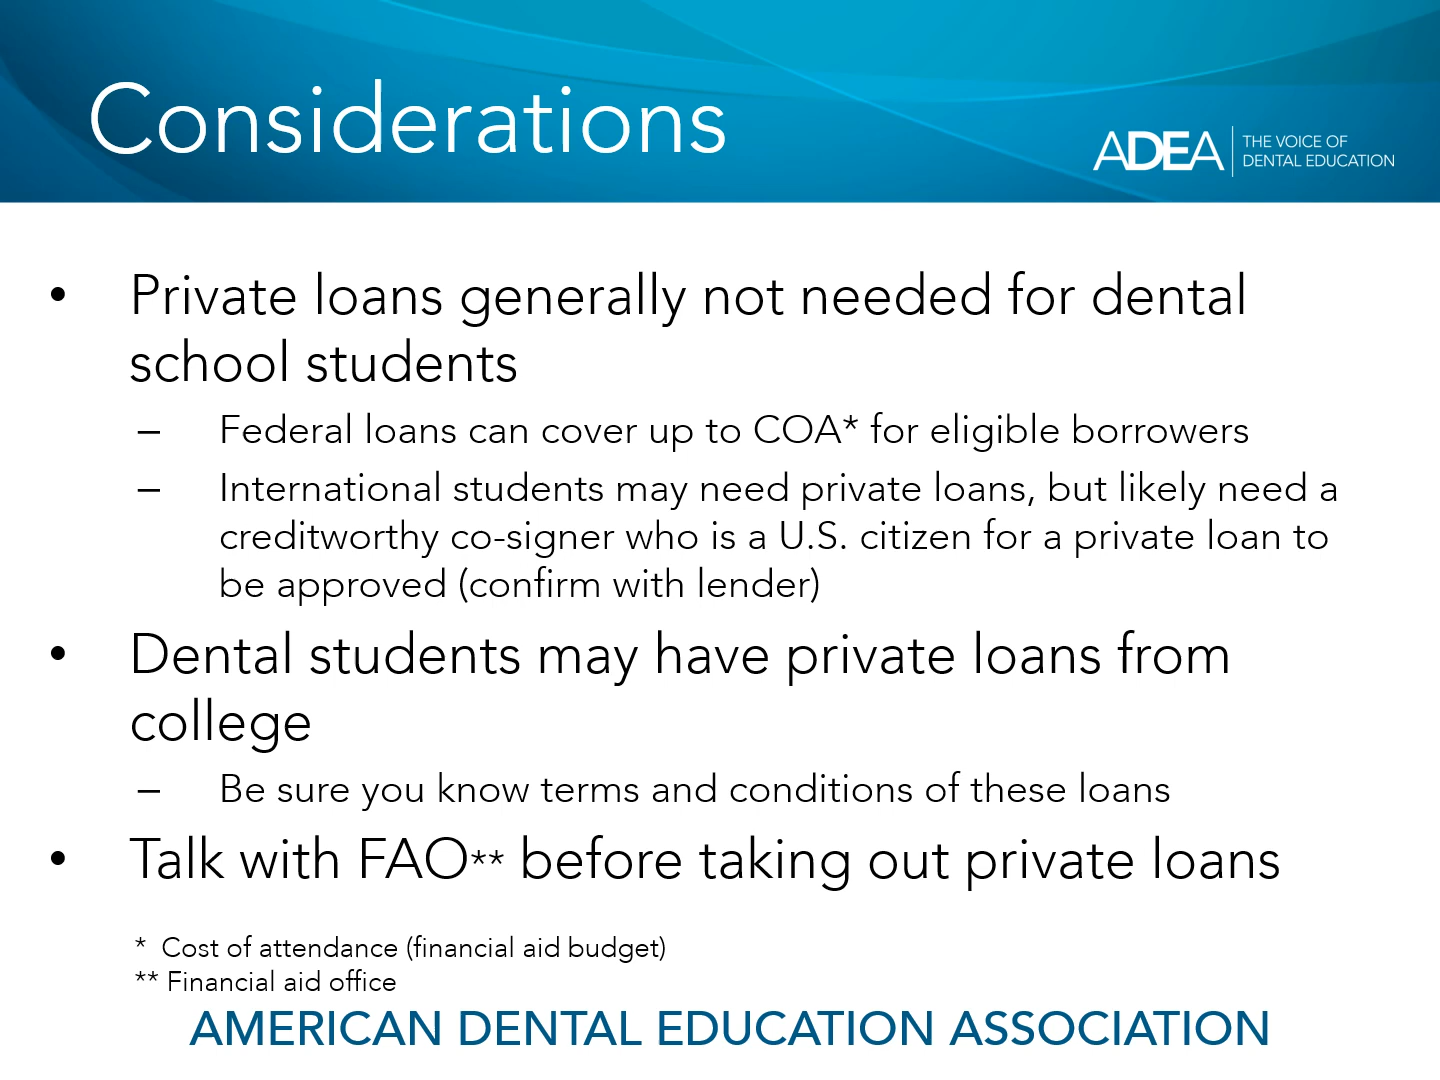 Considerations
ADEA
THE VOICE OF
DENTAL EDUCATION
• Private loans generally not needed for dental
school students
– Federal loans can cover up to COA* for eligible borrowers
– International students may need private loans, but likely need a
creditworthy co-signer who is a U.S. citizen for a private loan to
be approved (confirm with lender)
• Dental students may have private loans from
college
– Be sure you know terms and conditions of these loans
• Talk with FAO** before taking out private loans
* Cost of attendance (financial aid budget)
** Financial aid office
AMERICAN DENTAL EDUCATION ASSOCIATION